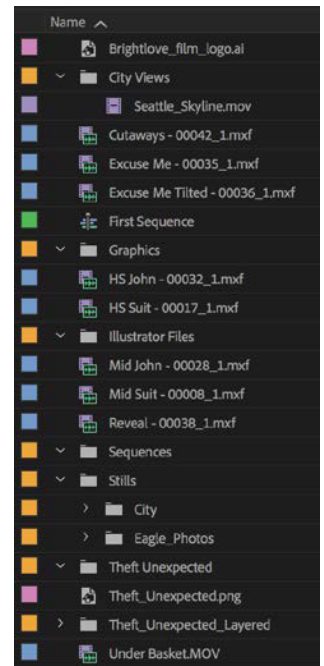 Name
Brightlove_film_logo.ai
City Views
Seattle_Skyline.mov
Cutaways - 00042_1.mxf
Excuse Me - 00035_1.mxf
Excuse Me Tilted - 00036_1.mxf
First Sequence
Graphics
HS John - 00032_1.mxf
HS Suit - 00017_1.mxf
Illustrator Files
Mid John - 00028_1.mxf
Mid Suit - 00008_1.mxf
Reveal - 00038_1.mxf
Sequences
Stills
City
Eagle_Photos
Theft Unexpected
Theft_Unexpected.png
Theft_Unexpected_Layered
Under Basket.MOV